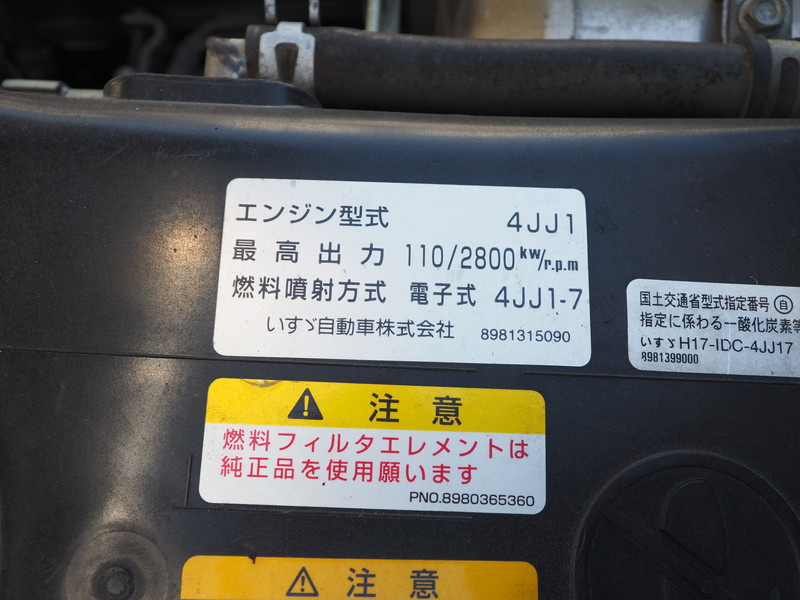 エンジン型式 4JJ1
最高出力 110/2800 kw/r.p.m
燃料噴射方式 電子式 4JJ1-7
いすゞ自動車株式会社 8981315090
国土交通省型式指定番号 自
指定に係わる一酸化炭素等
いすゞ H17-IDC-4JJ17
8981399000
注意
燃料フィルタエレメントは
純正品を使用願います
PNO.8980365360
注意